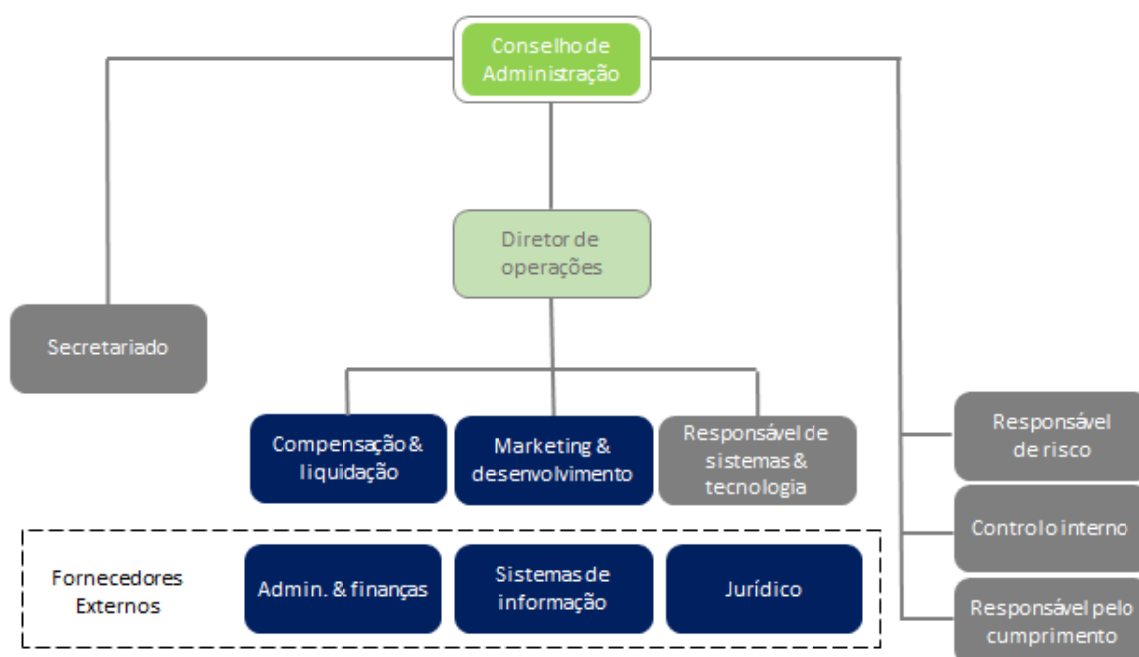 Conselho de
Administração
Diretor de
operações
Secretariado
Compensação &
liquidação
Marketing &
desenvolvimento
Responsável de
sistemas &
tecnologia
Responsável
de risco
Controlo interno
Responsável pelo
cumprimento
Fornecedores
Externos
Admin. & finanças
Sistemas de
informação
Jurídico